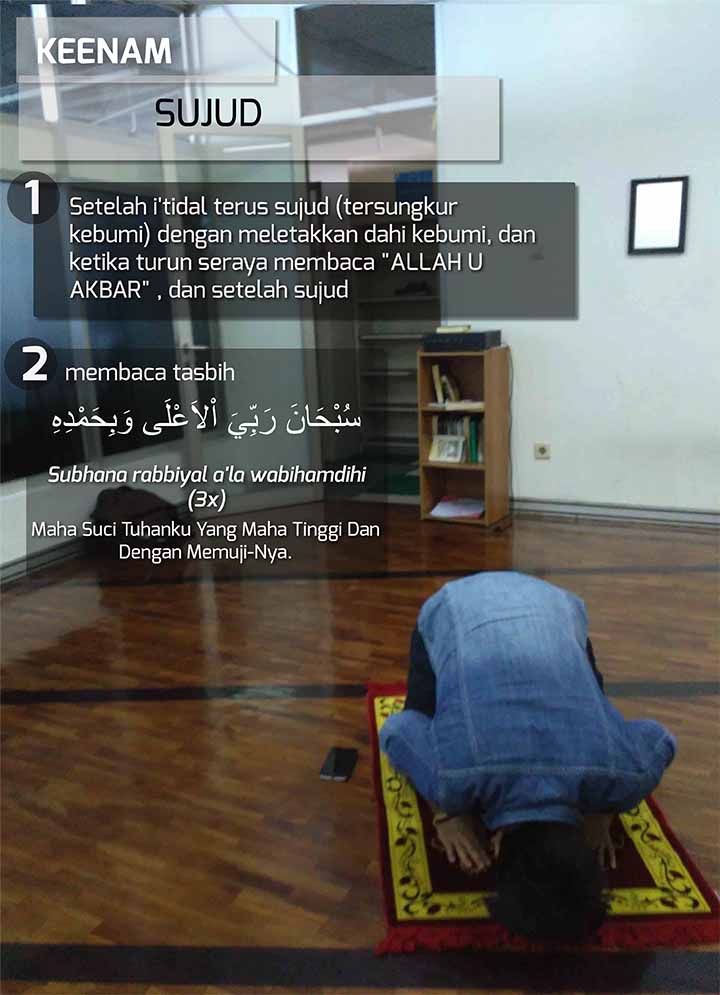 KEENAM
SUJUD
1
Setelah i'tidal terus sujud (tersungkur
kebumi) dengan meletakkan dahi kebumi, dan
ketika turun seraya membaca "ALLAH U
AKBAR" , dan setelah sujud
2 membaca tasbih
سُبْحَانَ رَبِّيَ اْلاَعْلَى وَبِحَمْدِهِ
Subhana rabbiyal a'la wabihamdihi
(3x)
Maha Suci Tuhanku Yang Maha Tinggi Dan
Dengan Memuji-Nya.